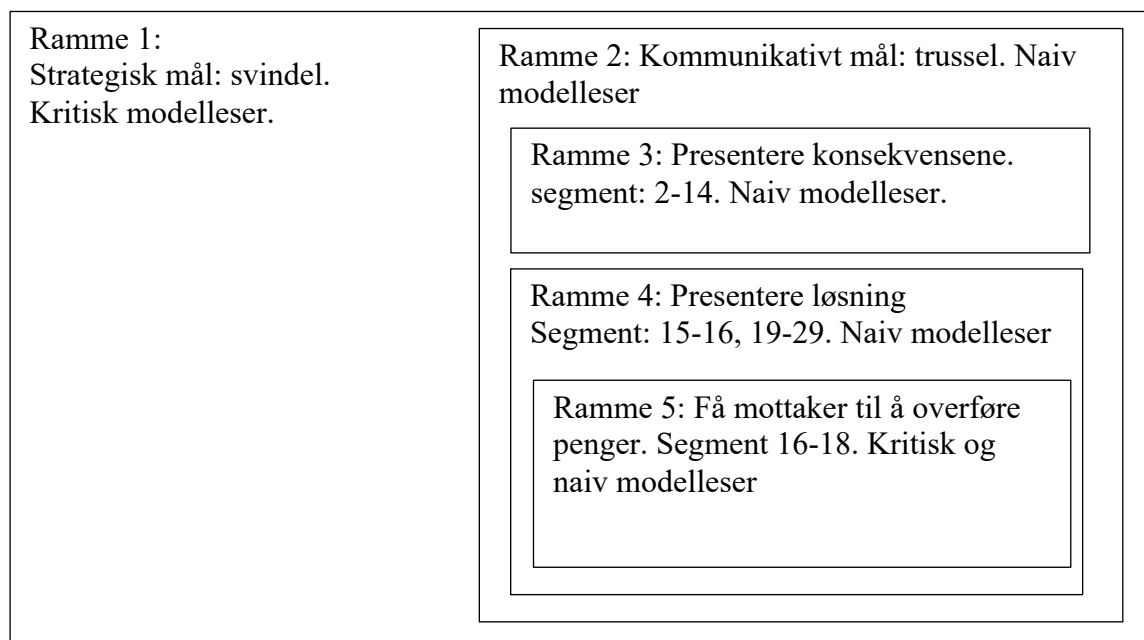 Ramme 1:
Strategisk mål: svindel.
Kritisk modelleser.
Ramme 2: Kommunikativt mål: trussel. Naiv
modelleser
Ramme 3: Presentere konsekvensene.
segment: 2-14. Naiv modelleser.
Ramme 4: Presentere løsning
Segment: 15-16, 19-29. Naiv modelleser
Ramme 5: Få mottaker til å overføre
penger. Segment 16-18. Kritisk og
naiv modelleser